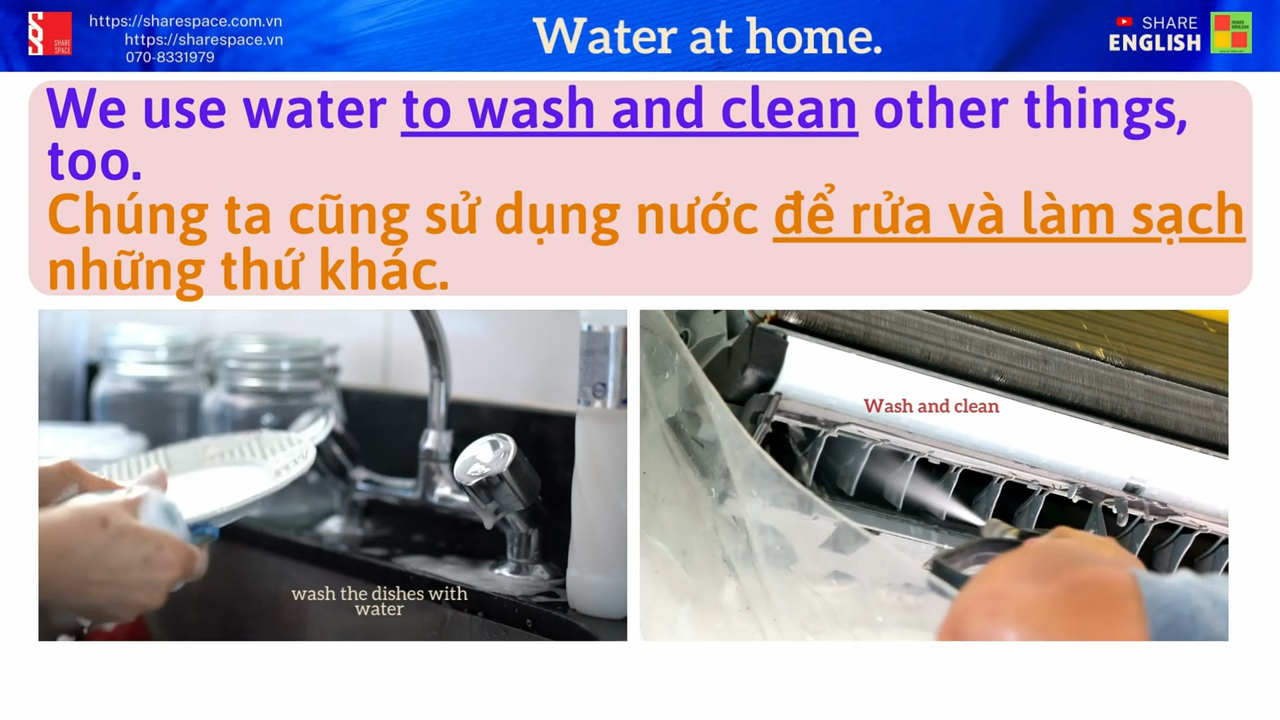 SHARE
SPACE
https://sharespace.com.vn
https://sharespace.vn
070-8331979
Water at home.
SHARE
ENGLISH
We use water to wash and clean other things,
too.
Chúng ta cũng sử dụng nước để rửa và làm sạch
những thứ khác.
wash the dishes with
water
Wash and clean